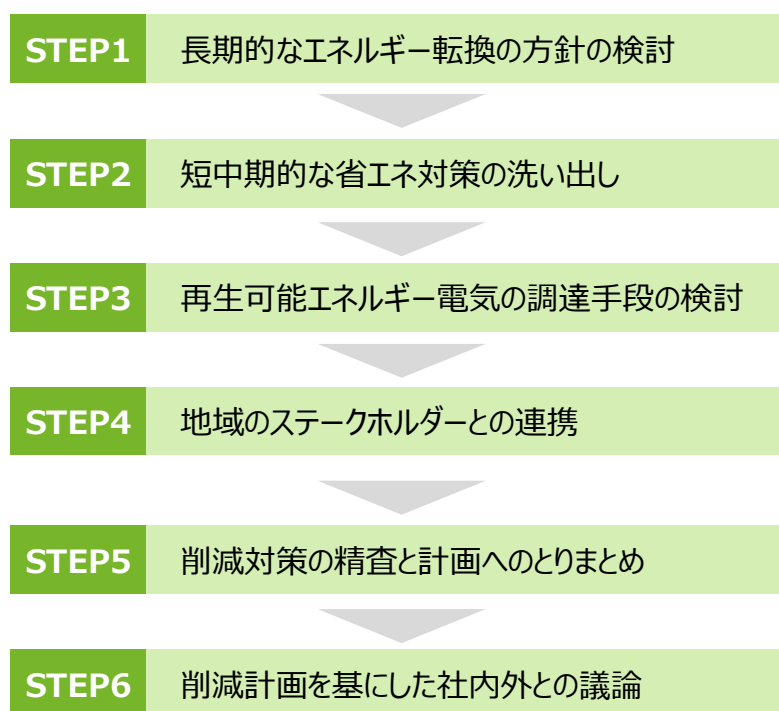 STEP1 長期的なエネルギー転換の方針の検討
STEP2 短中期的な省エネ対策の洗い出し
STEP3 再生可能エネルギー電気の調達手段の検討
STEP4 地域のステークホルダーとの連携
STEP5 削減対策の精査と計画へのとりまとめ
STEP6 削減計画を基にした社内外との議論